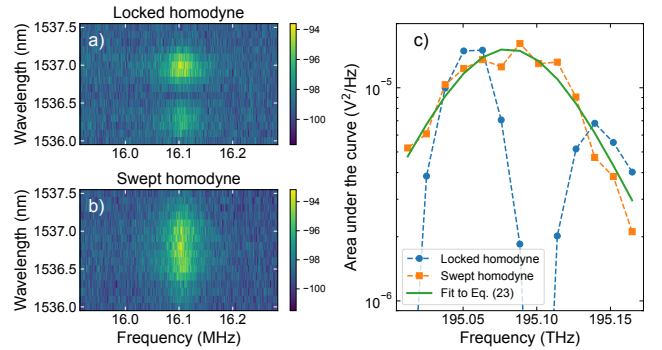 Locked homodyne
a)
Wavelength (nm)
1537.5
1537.0
1536.5
1536.0
16.0
16.1
16.2
−94
−96
−98
−100
Swept homodyne
b)
Wavelength (nm)
1537.5
1537.0
1536.5
1536.0
16.0
16.1
16.2
Frequency (MHz)
−94
−96
−98
−100
c)
Area under the curve (V²/Hz)
10⁻⁵
10⁻⁶
Locked homodyne
Swept homodyne
Fit to Eq. (23)
195.05
195.10
195.15
Frequency (THz)